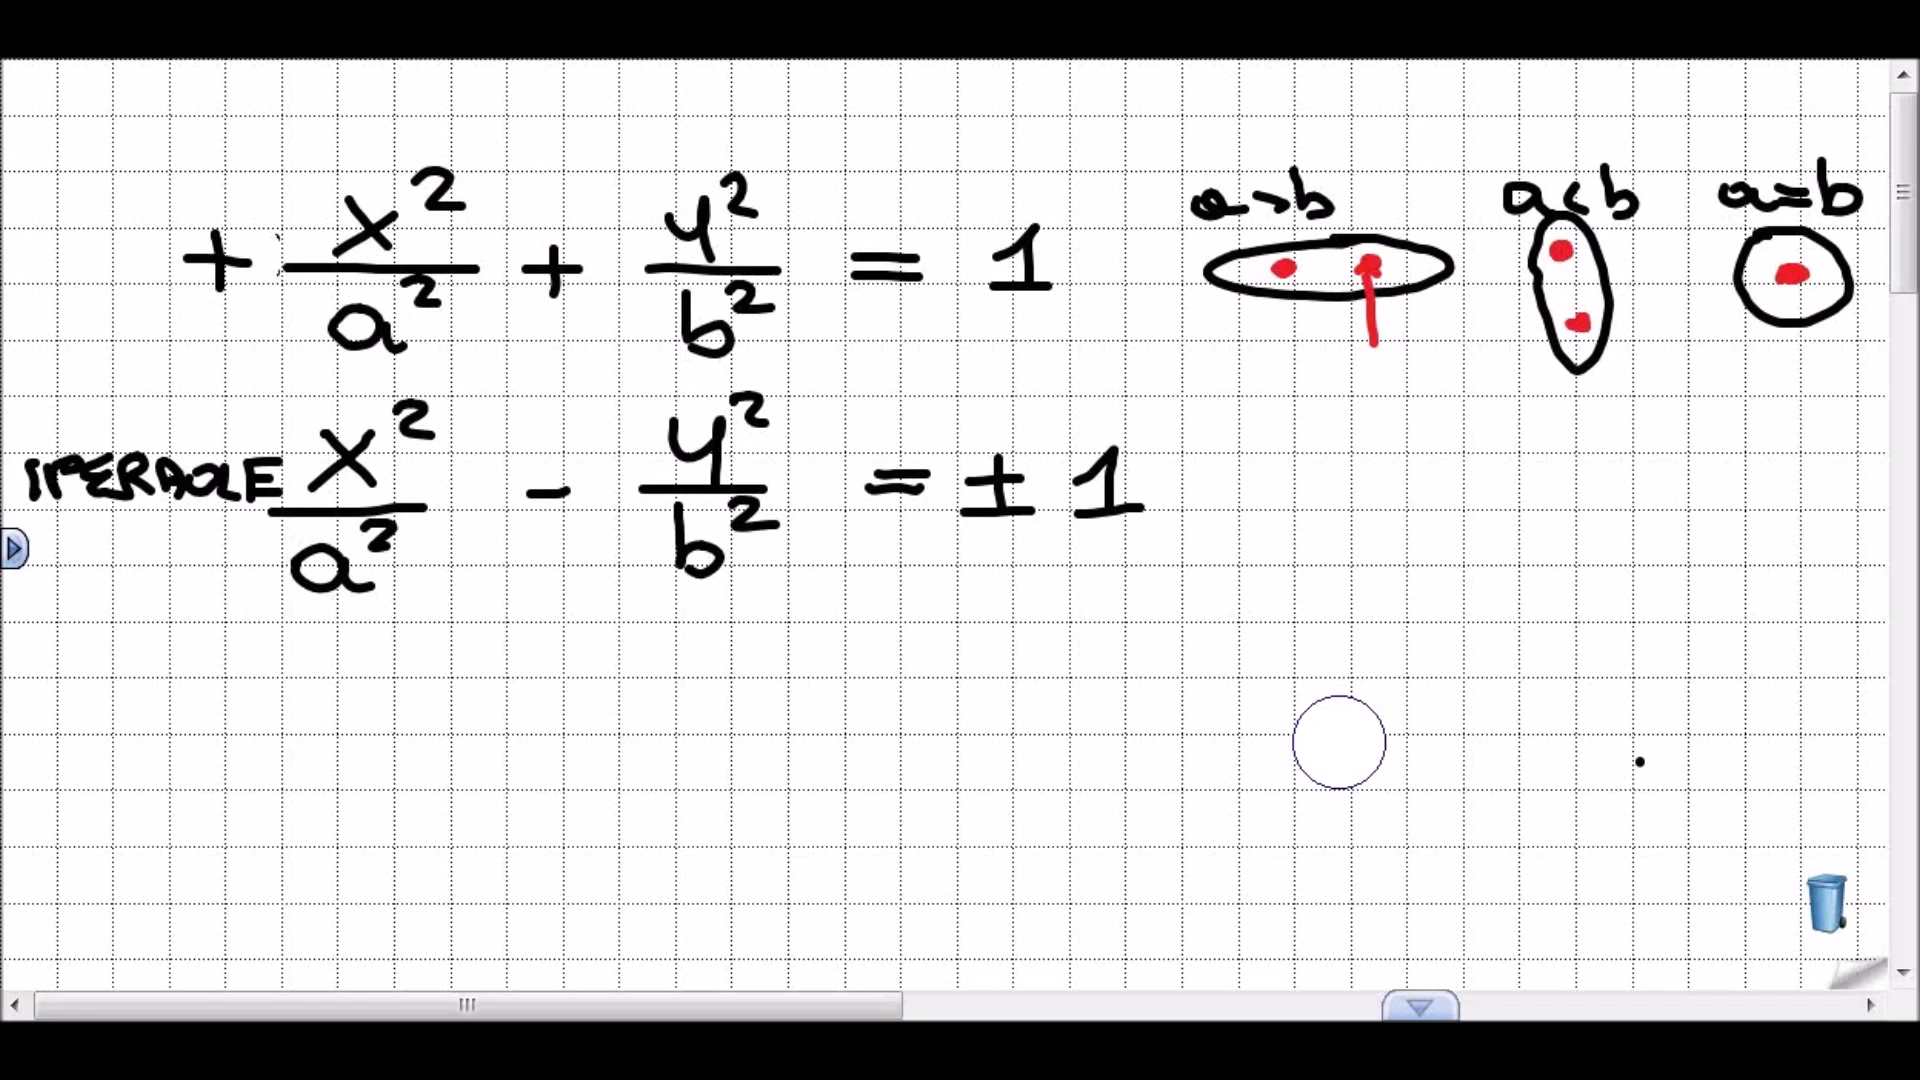 + x²/a² + y²/b² = 1 a>b a<b a=b
IPERBOLE x²/a² - y²/b² = ± 1